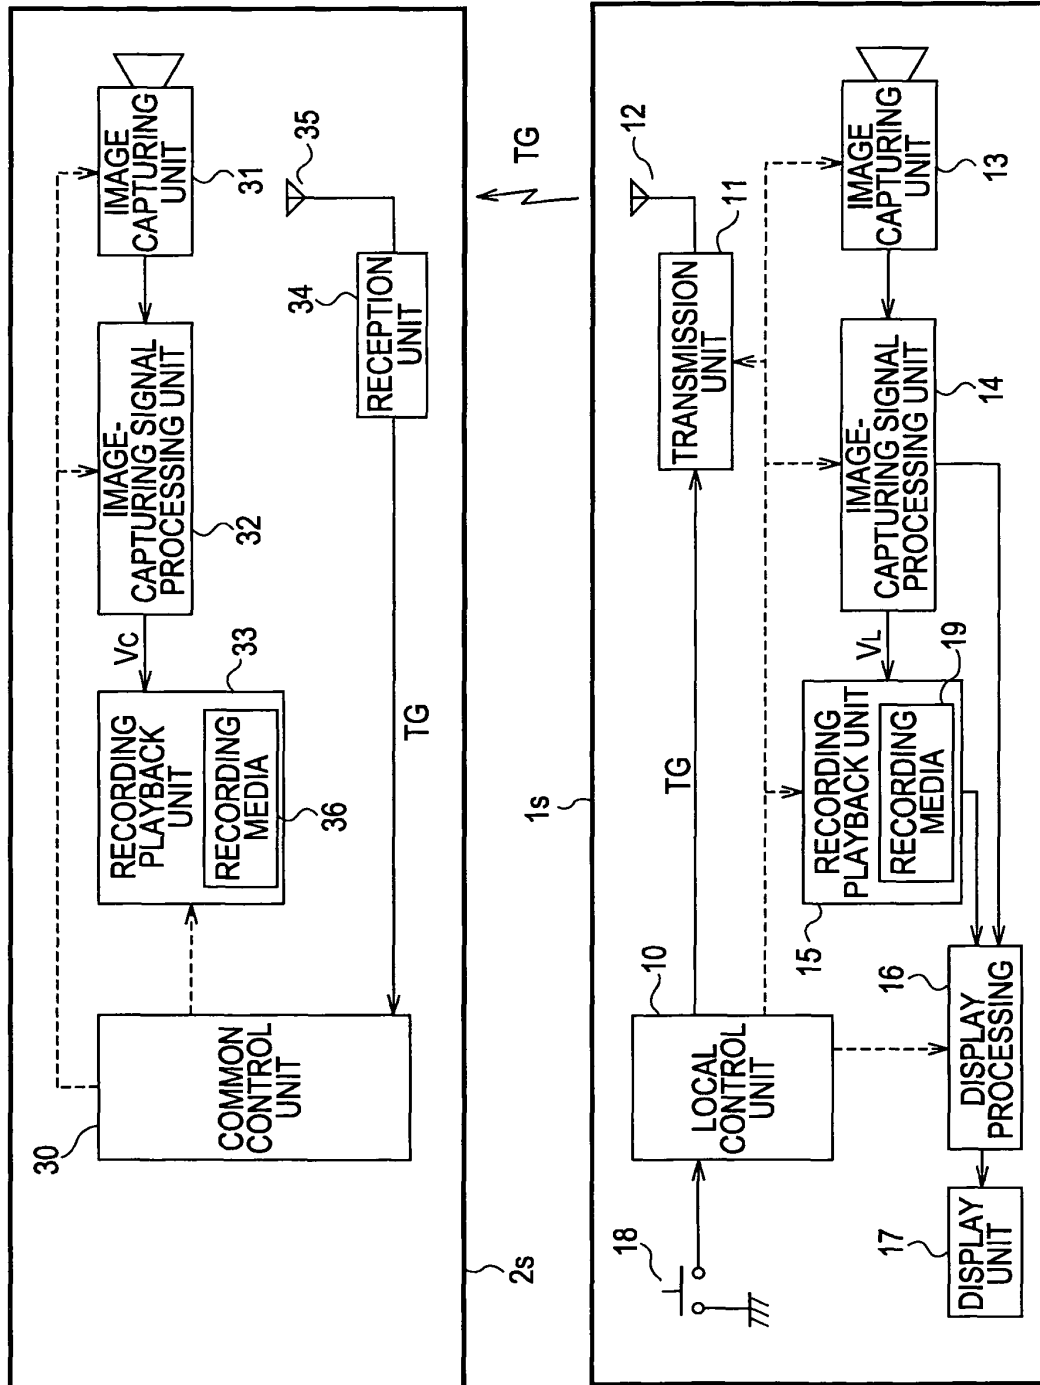 2s
30
COMMON
CONTROL
UNIT
RECORDING
PLAYBACK
UNIT
33
RECORDING
MEDIA
36
VC
IMAGE-
CAPTURING SIGNAL
PROCESSING UNIT
32
IMAGE
CAPTURING
UNIT
31
TG
34
RECEPTION
UNIT
35
TG
1s
18
10
LOCAL
CONTROL
UNIT
TG
TRANSMISSION
UNIT
11
12
15
RECORDING
PLAYBACK UNIT
RECORDING
MEDIA
19
VL
IMAGE-
CAPTURING SIGNAL
PROCESSING UNIT
14
IMAGE
CAPTURING
UNIT
13
17
DISPLAY
UNIT
16
DISPLAY
PROCESSING